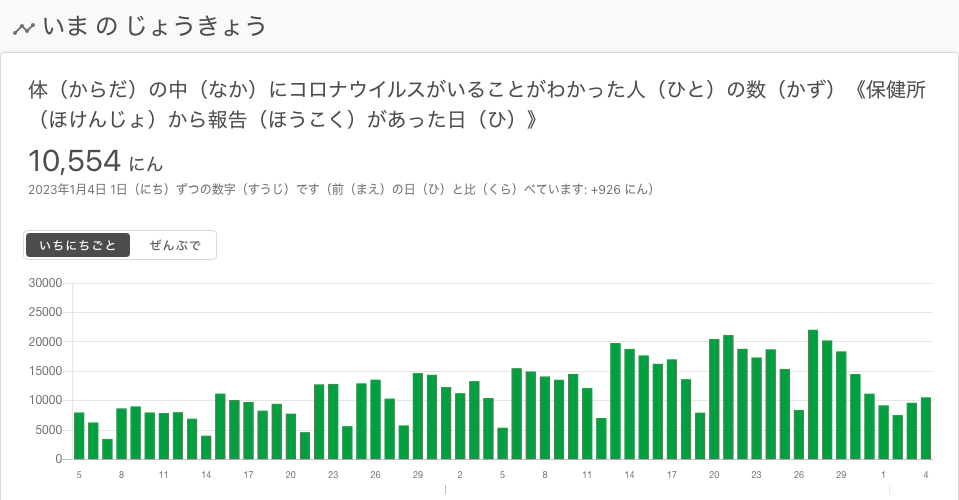 いま の じょうきょう
体（からだ）の中（なか）にコロナウイルスがいることがわかった人（ひと）の数（かず）《保健所
（ほけんじょ）から報告（ほうこく）があった日（ひ）》
10,554 にん
2023年1月4日 1日（にち）ずつの数字（すうじ）です（前（まえ）の日（ひ）と比（くら）べています: +926 にん）
いちにちごと ぜんぶで
30000
25000
20000
15000
10000
5000
0
5 8 11 14 17 20 23 26 29 2 5 8 11 14 17 20 23 26 29 1 4